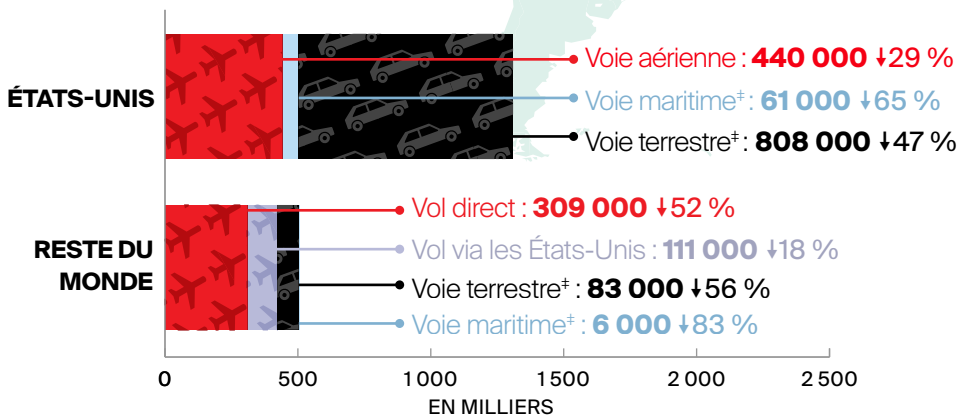 ÉTATS-UNIS
Voie aérienne : 440 000 ↓29 %
Voie maritime‡ : 61 000 ↓65 %
Voie terrestre‡ : 808 000 ↓47 %
RESTE DU
MONDE
Vol direct : 309 000 ↓52 %
Vol via les États-Unis : 111 000 ↓18 %
Voie terrestre‡ : 83 000 ↓56 %
Voie maritime‡ : 6 000 ↓83 %
0 500 1 000 1 500 2 000 2 500
EN MILLIERS